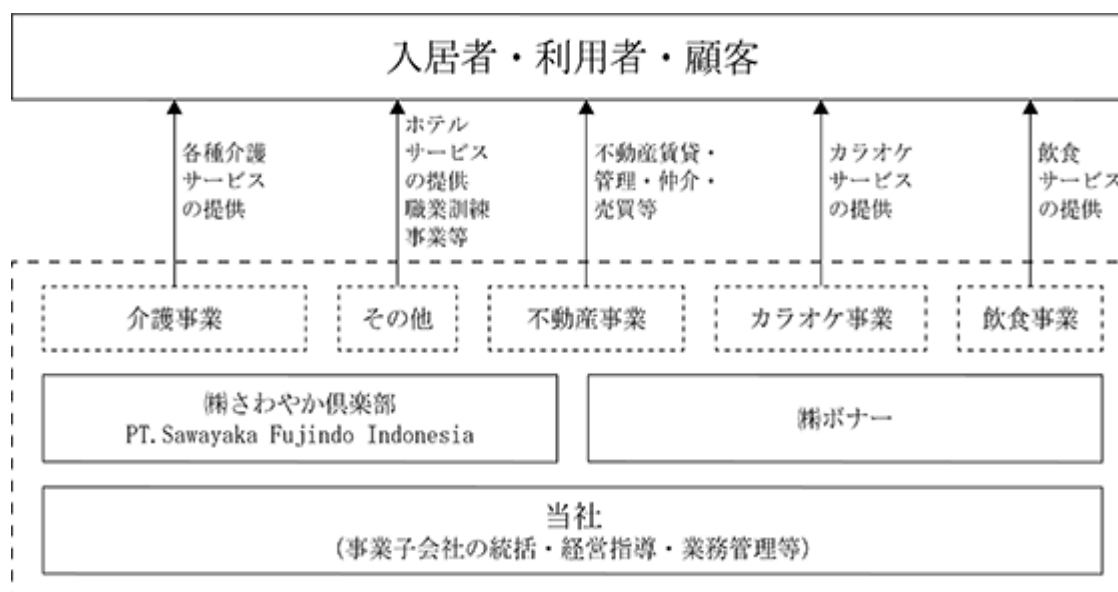 入居者・利用者・顧客
各種介護
サービス
の提供
ホテル
サービス
の提供
職業訓練
事業等
不動産賃貸・
管理・仲介・
売買等
カラオケ
サービス
の提供
飲食
サービス
の提供
介護事業
その他
不動産事業
カラオケ事業
飲食事業
㈱さわやか倶楽部
PT.Sawayaka Fujindo Indonesia
㈱ボナー
当社
(事業子会社の統括・経営指導・業務管理等)